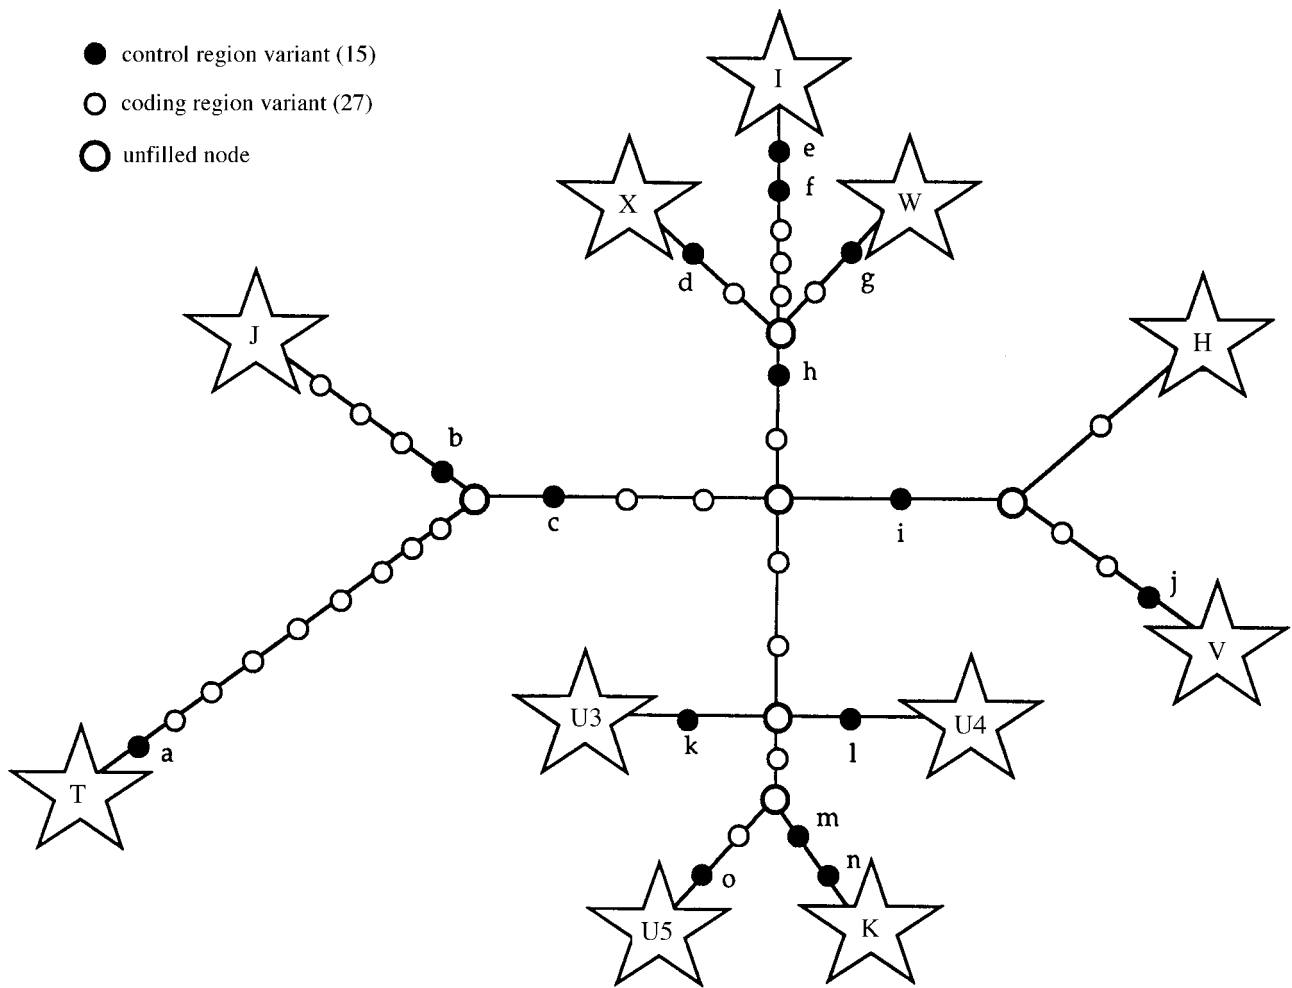 control region variant (15)
coding region variant (27)
unfilled node
I
e
f
X
W
d
g
J
H
h
b
c
i
j
V
U3
U4
k
l
a
T
m
n
o
U5
K